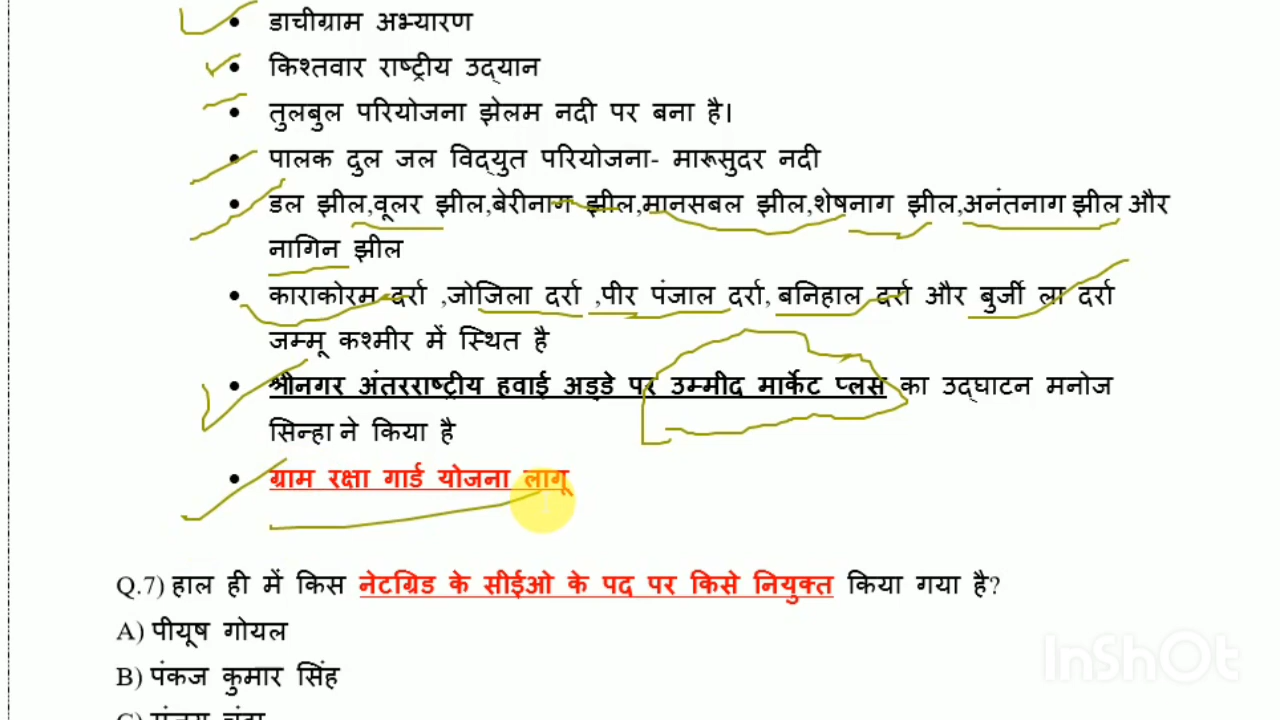 डाचीग्राम अभ्यारण
किश्तवार राष्ट्रीय उद्यान
तुलबुल परियोजना झेलम नदी पर बना है।
पालक दुल जल विद्युत परियोजना- मारूसुदर नदी
डल झील,वूलर झील,बेरीनाग झील,मानसबल झील,शेषनाग झील,अनंतनाग झील और
नागिन झील
काराकोरम दर्रा ,जोजिला दर्रा ,पीर पंजाल दर्रा, बनिहाल दर्रा और बुर्जी ला दर्रा
जम्मू कश्मीर में स्थित है
श्रीनगर अंतरराष्ट्रीय हवाई अड्डे पर उम्मीद मार्केट प्लस का उद्घाटन मनोज
सिन्हा ने किया है
ग्राम रक्षा गार्ड योजना लागू
Q.7) हाल ही में किस नेटग्रिड के सीईओ के पद पर किसे नियुक्त किया गया है?
A) पीयूष गोयल
B) पंकज कुमार सिंह
InShOt